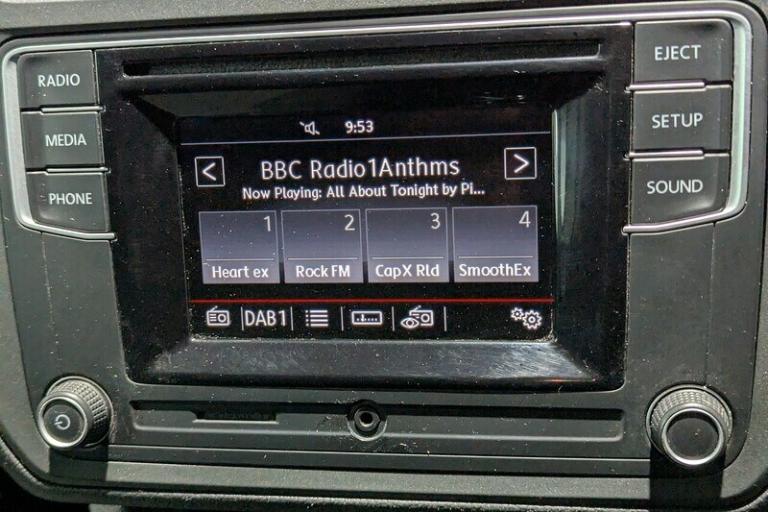 RADIO
MEDIA
PHONE
EJECT
SETUP
SOUND
9:53
< BBC Radio1Anthms >
Now Playing: All About Tonight by Pi...
1 2 3 4
Heart ex Rock FM CapX Rld SmoothEx
DAB1